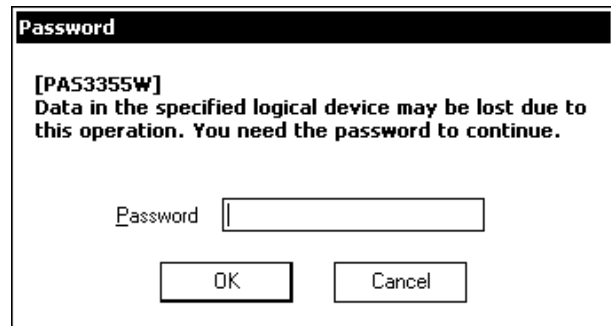 Password
[PAS3355W]
Data in the specified logical device may be lost due to
this operation. You need the password to continue.
Password
OK Cancel